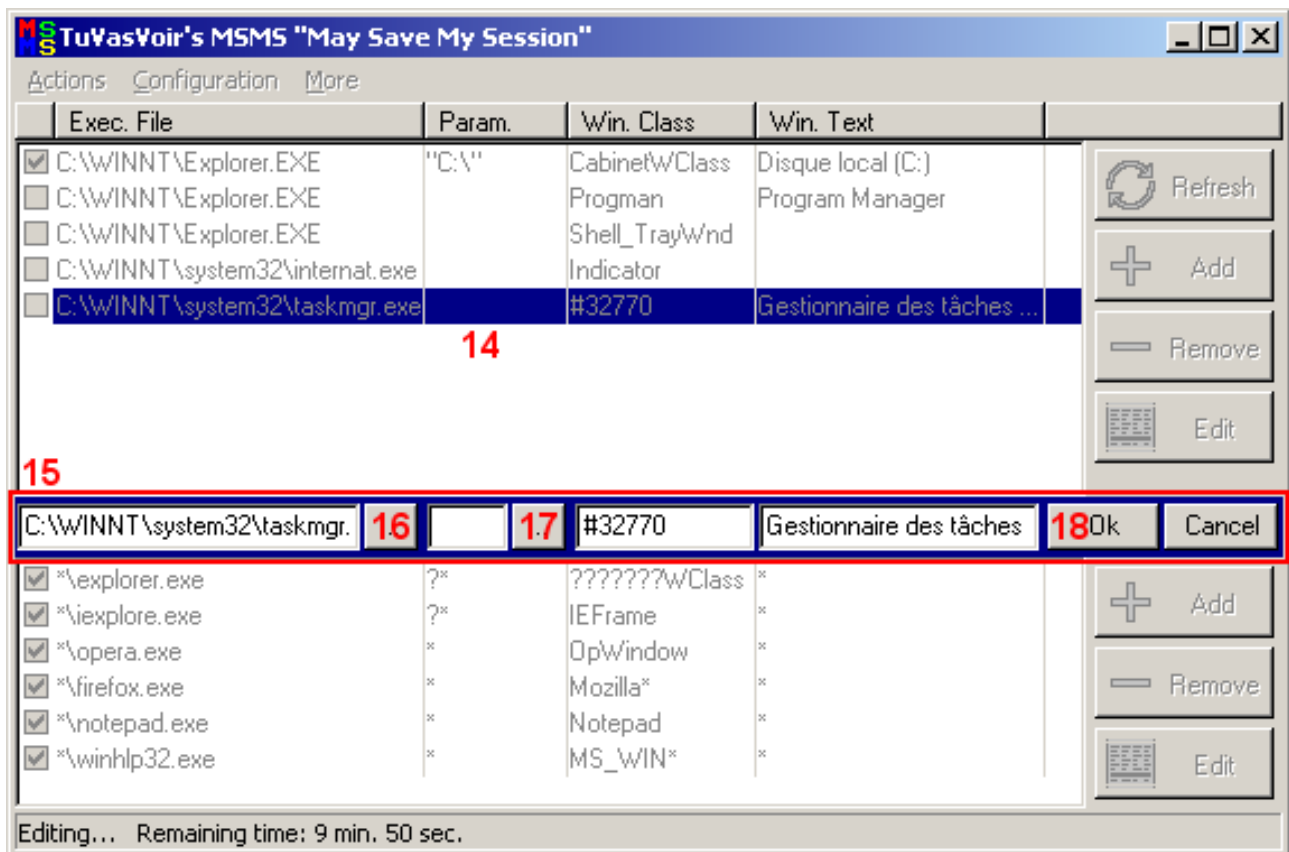 MSMS TuVasVoir's MSMS "May Save My Session"
Actions Configuration More
Exec. File Param. Win. Class Win. Text
C:\WINNT\Explorer.EXE "C:\" CabinetWClass Disque local (C:)
C:\WINNT\Explorer.EXE Progman Program Manager
Refresh
C:\WINNT\Explorer.EXE Shell_TrayWnd
C:\WINNT\system32\internat.exe Indicator
Add
C:\WINNT\system32\taskmgr.exe #32770 Gestionnaire des tâches ...
14
Remove
Edit
15
C:\WINNT\system32\taskmgr. 16 17 #32770 Gestionnaire des tâches 18 Ok Cancel
*\explorer.exe ?* ???????WClass *
*\iexplore.exe ?* IEFrame *
Add
*\opera.exe * OpWindow *
*\firefox.exe * Mozilla* *
Remove
*\notepad.exe * Notepad *
*\winhlp32.exe * MS_WIN* *
Edit
Editing... Remaining time: 9 min. 50 sec.